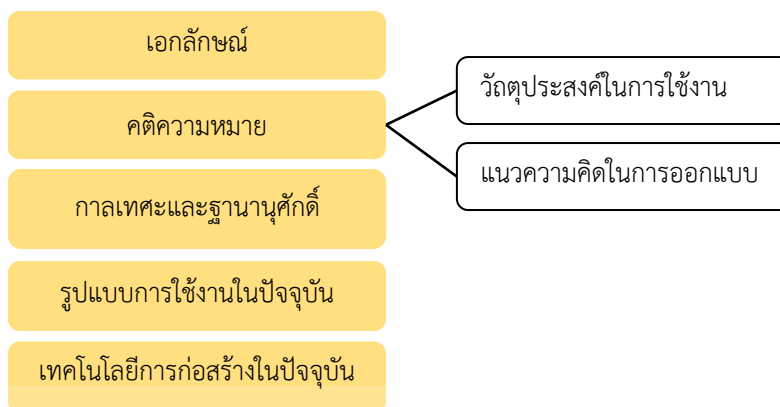 เอกลักษณ์
คติความหมาย
วัถตุประสงค์ในการใช้งาน
แนวความคิดในการออกแบบ
กาลเทศะและฐานานุศักดิ์
รูปแบบการใช้งานในปัจจุบัน
เทคโนโลยีการก่อสร้างในปัจจุบัน